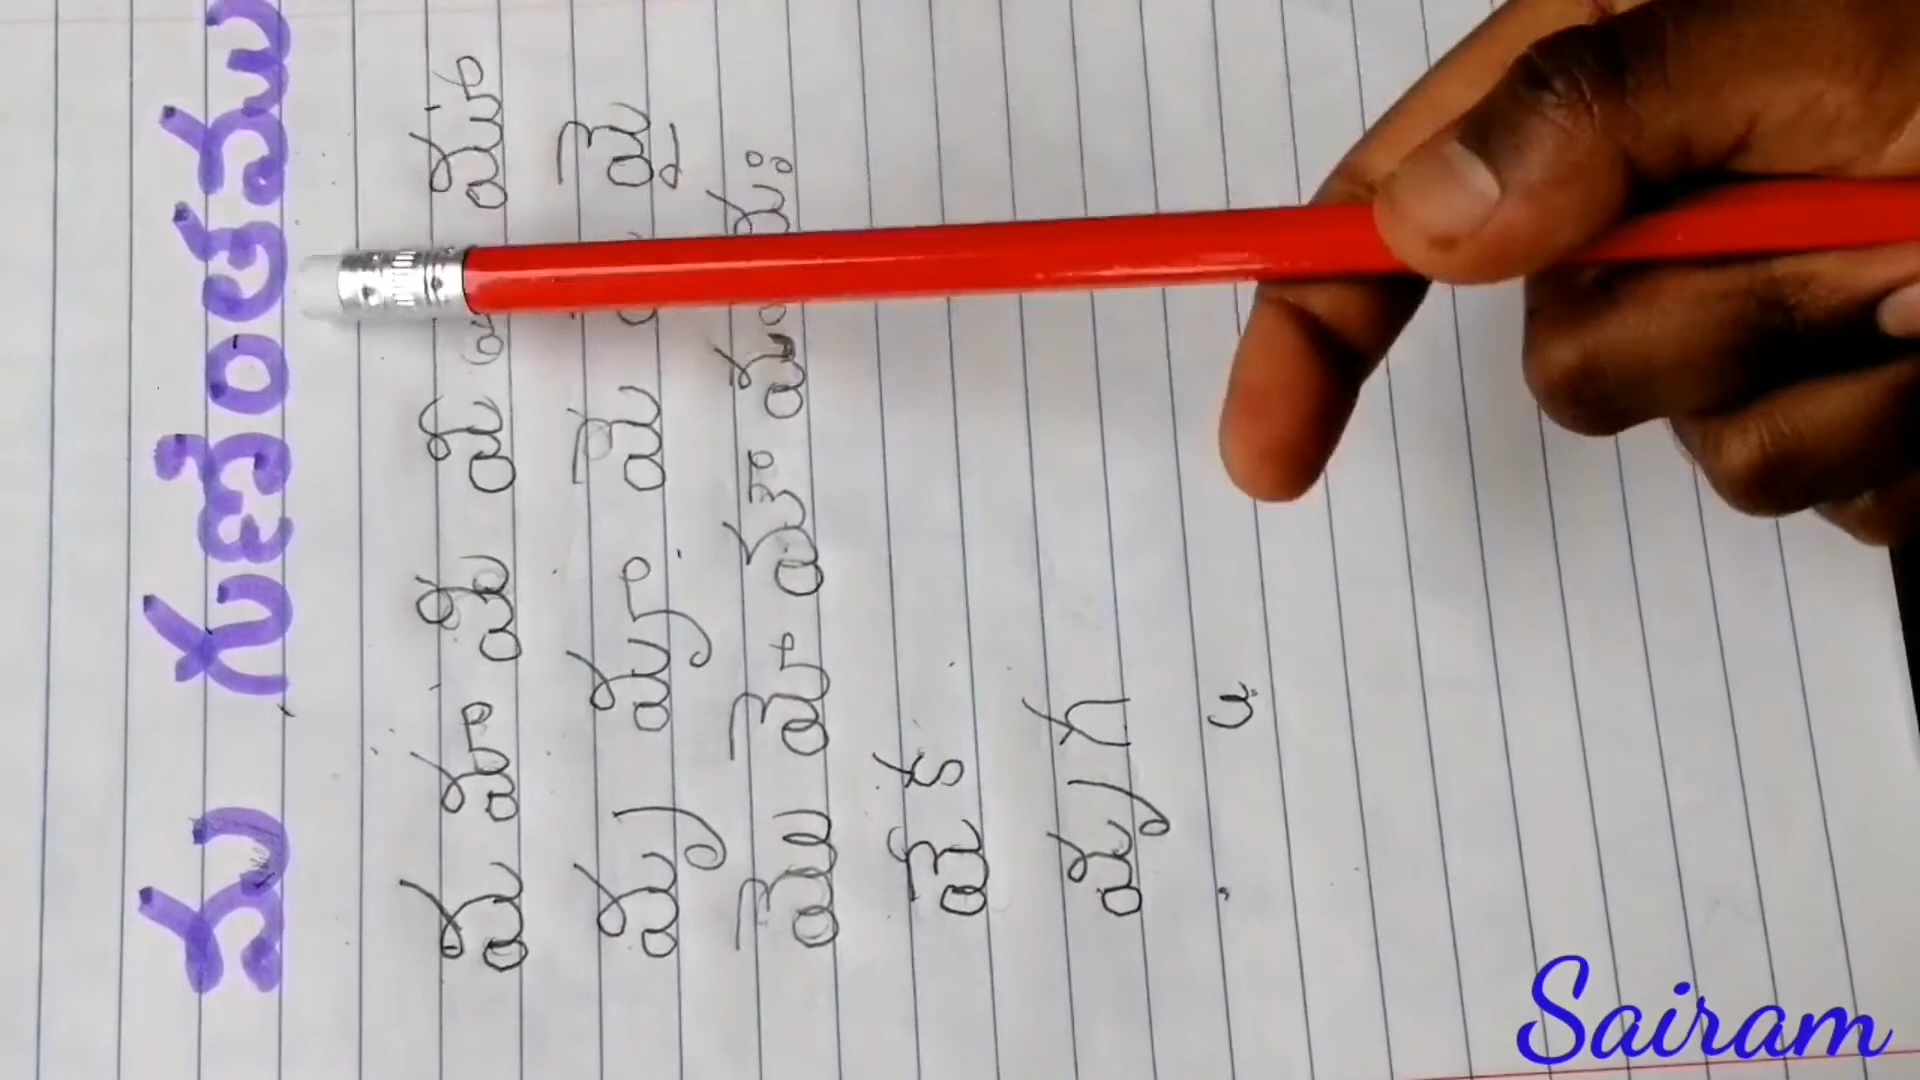 మ గుణింతము
మ మా మి మీ మూ
మృ మౄ మె మై
మొ మో మౌ మం మః
మేక
మృగ
Sairam